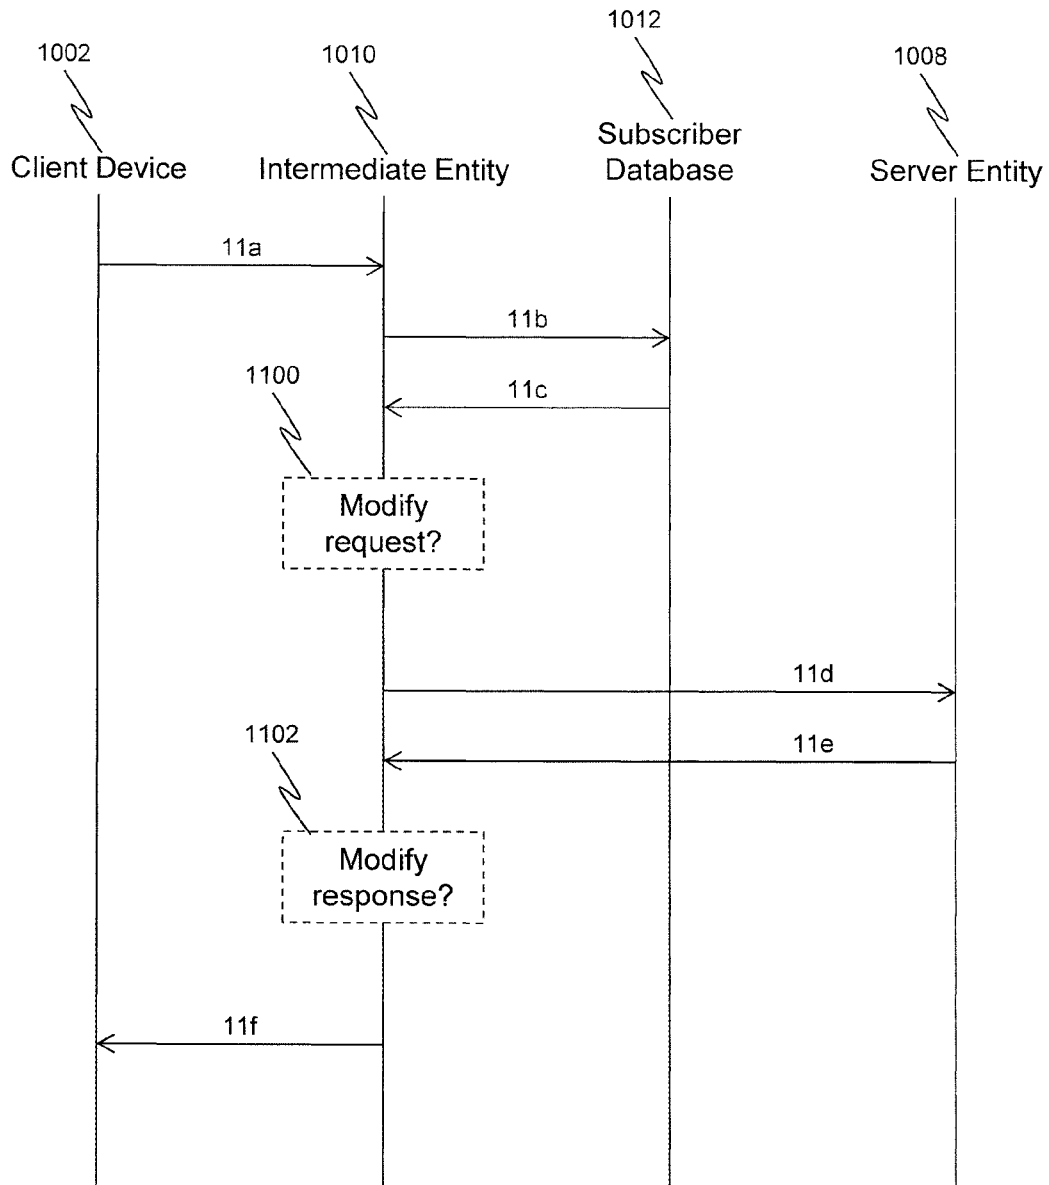 1012
1002
1010
1008
Subscriber
Database
Client Device
Intermediate Entity
Server Entity
11a
11b
1100
11c
Modify
request?
11d
1102
11e
Modify
response?
11f